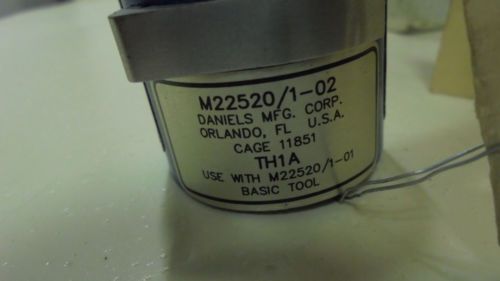 M22520/1-02
DANIELS MFG. CORP.
ORLANDO, FL U.S.A.
CAGE 11851
TH1A
USE WITH M22520/1-01
BASIC TOOL